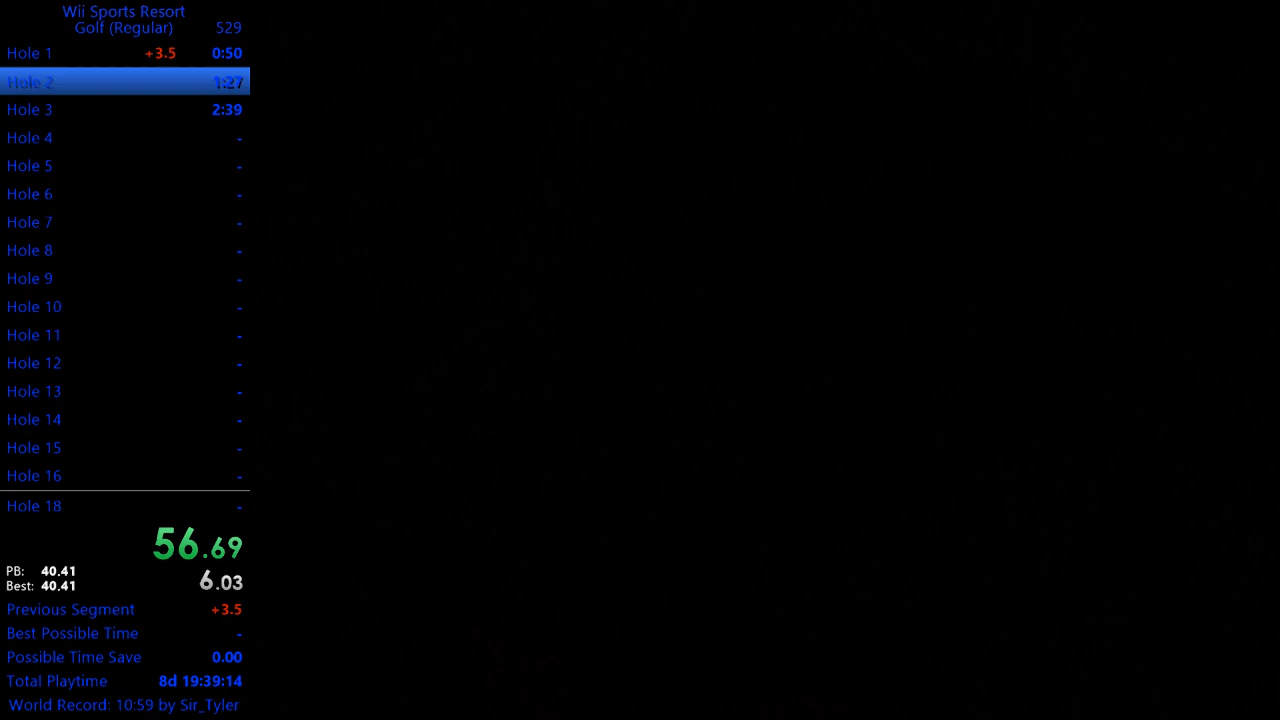 Wii Sports Resort
Golf (Regular) 529
Hole 1 +3.5 0:50
Hole 2 1:27
Hole 3 2:39
Hole 4 -
Hole 5 -
Hole 6 -
Hole 7 -
Hole 8 -
Hole 9 -
Hole 10 -
Hole 11 -
Hole 12 -
Hole 13 -
Hole 14 -
Hole 15 -
Hole 16 -
Hole 18 -
56.69
PB: 40.41 6.03
Best: 40.41
Previous Segment +3.5
Best Possible Time -
Possible Time Save 0.00
Total Playtime 8d 19:39:14
World Record: 10:59 by Sir_Tyler